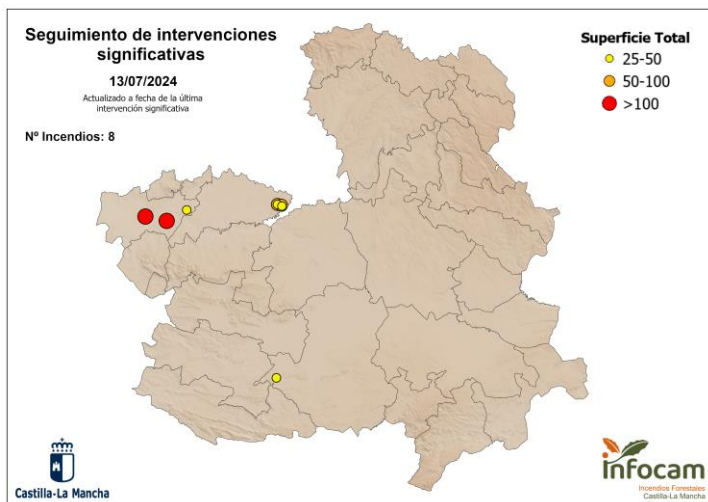 Seguimiento de intervenciones
significativas
13/07/2024
Actualizado a fecha de la última
intervención significativa
Nº Incendios: 8
Superficie Total
25-50
50-100
>100
Castilla-La Mancha
infocam
Incendios Forestales
Castilla-La Mancha